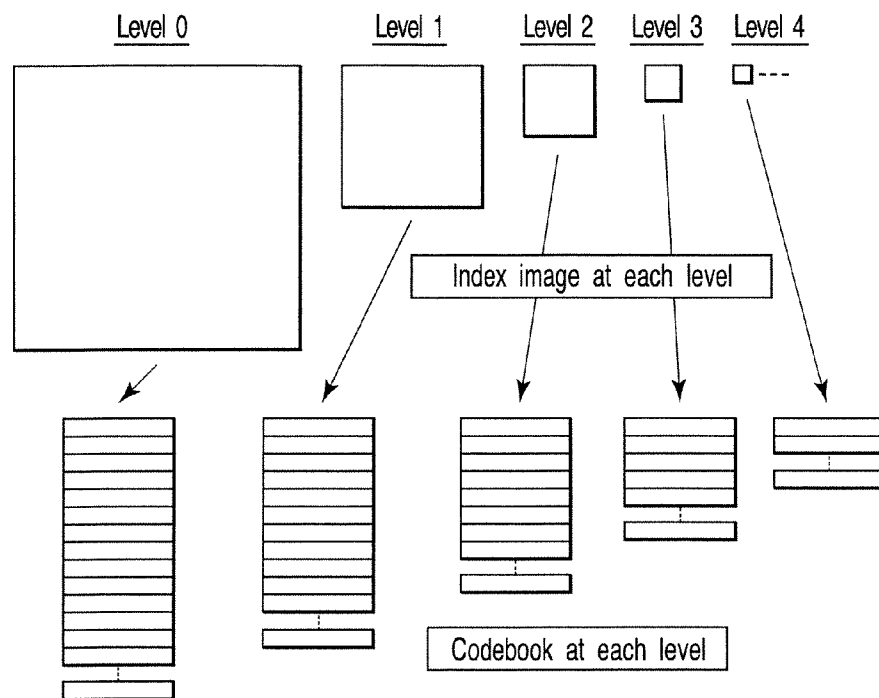 Level 0
Level 1
Level 2
Level 3
Level 4
Index image at each level
Codebook at each level